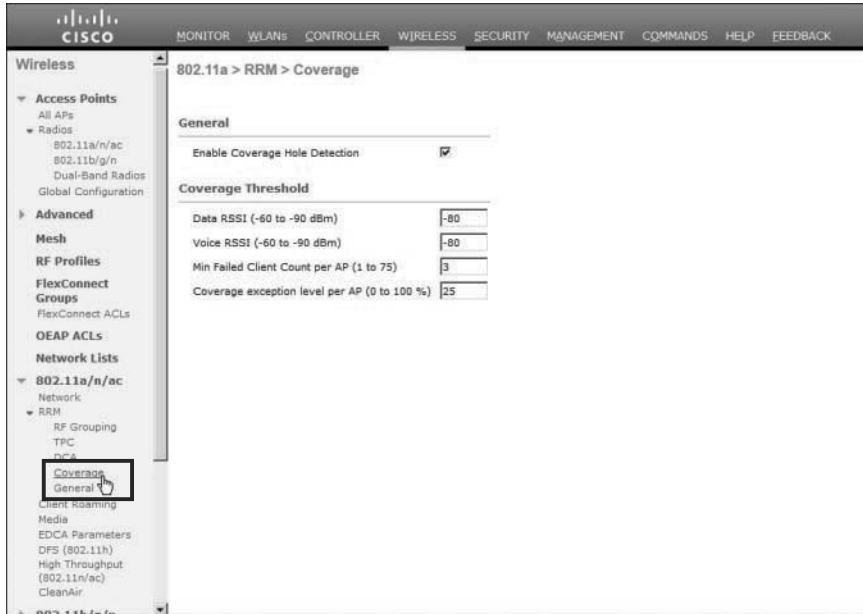 CISCO
MONITOR WLANs CONTROLLER WIRELESS SECURITY MANAGEMENT COMMANDS HELP FEEDBACK
Wireless
Access Points
All APs
Radios
802.11a/n/ac
802.11b/g/n
Dual-Band Radios
Global Configuration
Advanced
Mesh
RF Profiles
FlexConnect
Groups
FlexConnect ACLs
OEAP ACLs
Network Lists
802.11a/n/ac
Network
RRM
RF Grouping
TPC
DCA
Coverage
General
Client Roaming
Media
EDCA Parameters
DFS (802.11h)
High Throughput
(802.11n/ac)
CleanAir
802.11b/g/n
802.11a > RRM > Coverage
General
Enable Coverage Hole Detection
Coverage Threshold
Data RSSI (-60 to -90 dBm) -80
Voice RSSI (-60 to -90 dBm) -80
Min Failed Client Count per AP (1 to 75) 3
Coverage exception level per AP (0 to 100 %) 25